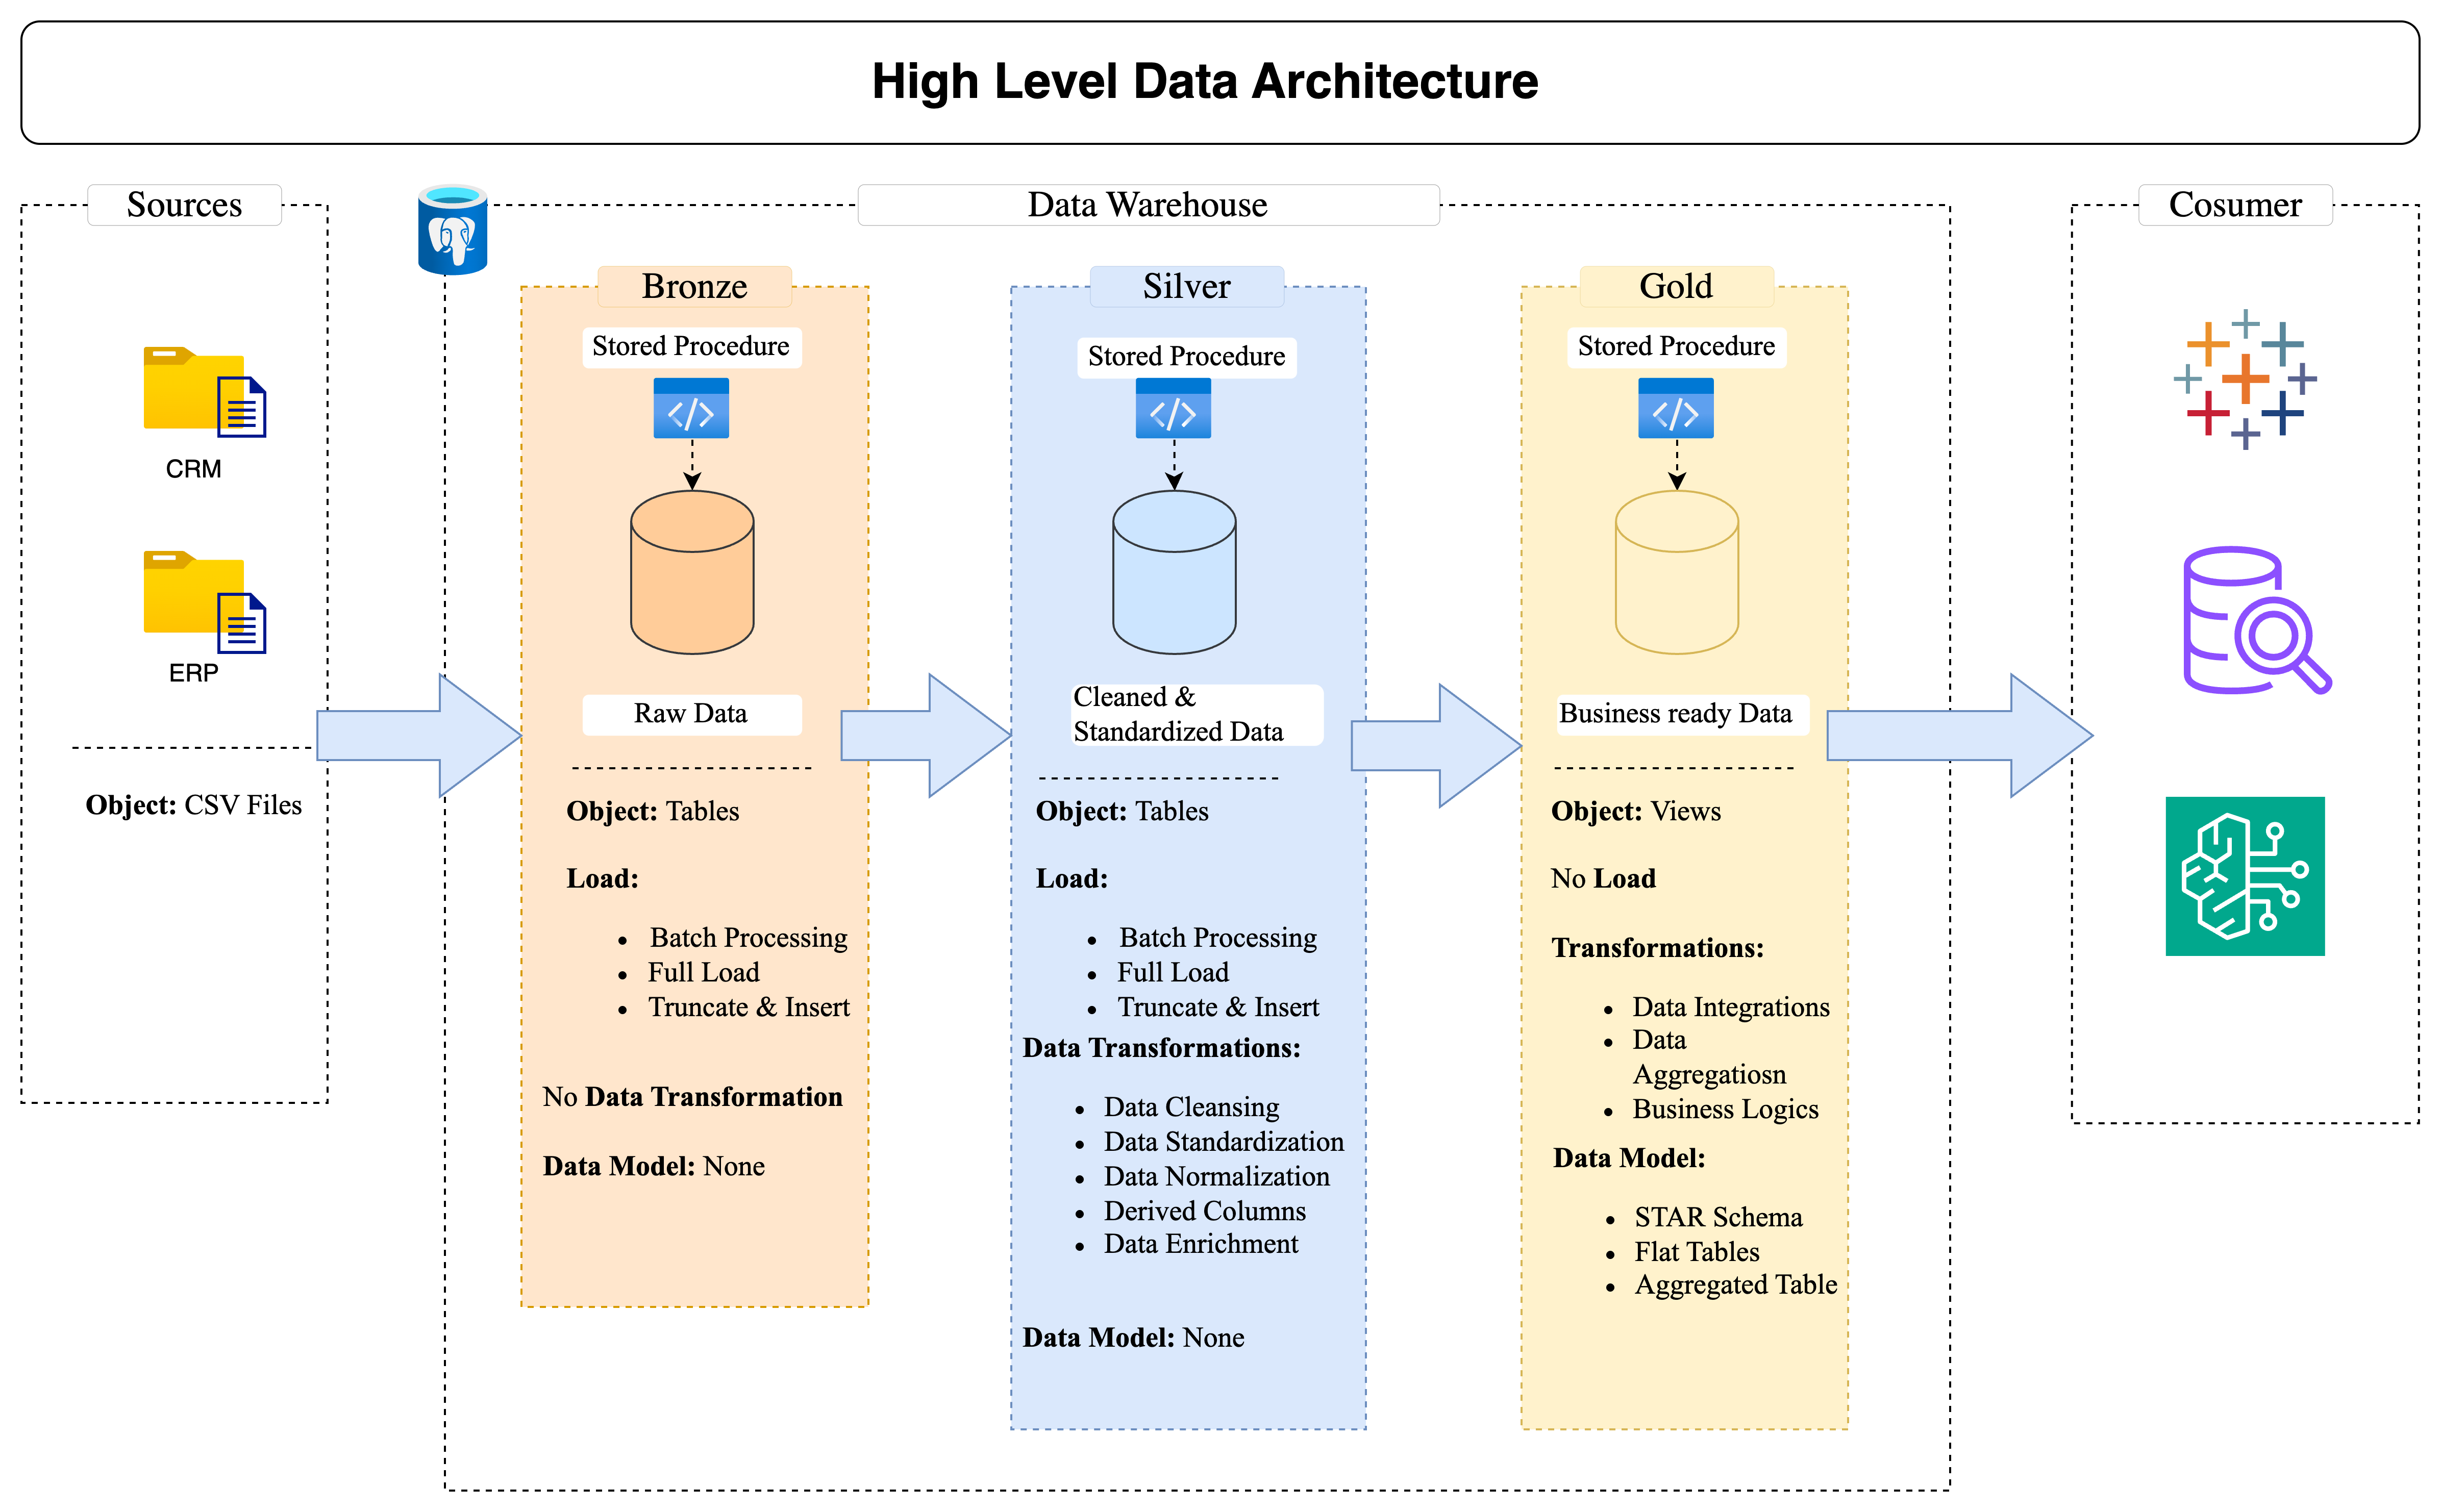 High Level Data Architecture
Sources
CRM
ERP
Object: CSV Files
Data Warehouse
Bronze
Stored Procedure
Raw Data
Object: Tables
Load:
• Batch Processing
• Full Load
• Truncate & Insert
No Data Transformation
Data Model: None
Silver
Stored Procedure
Cleaned &
Standardized Data
Object: Tables
Load:
• Batch Processing
• Full Load
• Truncate & Insert
Data Transformations:
• Data Cleansing
• Data Standardization
• Data Normalization
• Derived Columns
• Data Enrichment
Data Model: None
Gold
Stored Procedure
Business ready Data
Object: Views
No Load
Transformations:
• Data Integrations
• Data
Aggregatiosn
• Business Logics
Data Model:
• STAR Schema
• Flat Tables
• Aggregated Table
Cosumer